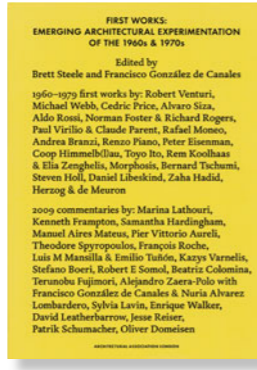 FIRST WORKS:
EMERGING ARCHITECTURAL EXPERIMENTATION
OF THE 1960s & 1970s
Edited by
Brett Steele and Francisco González de Canales
1960–1979 first works by: Robert Venturi,
Michael Webb, Cedric Price, Alvaro Siza,
Aldo Rossi, Norman Foster & Richard Rogers,
Paul Virilio & Claude Parent, Rafael Moneo,
Andrea Branzi, Renzo Piano, Peter Eisenman,
Coop Himmelb(l)au, Toyo Ito, Rem Koolhaas
& Elia Zenghelis, Morphosis, Bernard Tschumi,
Steven Holl, Daniel Libeskind, Zaha Hadid,
Herzog & de Meuron
2009 commentaries by: Marina Lathouri,
Kenneth Frampton, Samantha Hardingham,
Manuel Aires Mateus, Pier Vittorio Aureli,
Theodore Spyropoulos, François Roche,
Luis M Mansilla & Emilio Tuñón, Kazys Varnelis,
Stefano Boeri, Robert E Somol, Beatriz Colomina,
Terunobu Fujimori, Alejandro Zaera-Polo with
Francisco González de Canales & Nuria Alvarez
Lombardero, Sylvia Lavin, Enrique Walker,
David Leatherbarrow, Jesse Reiser,
Patrik Schumacher, Oliver Domeisen
ARCHITECTURAL ASSOCIATION LONDON